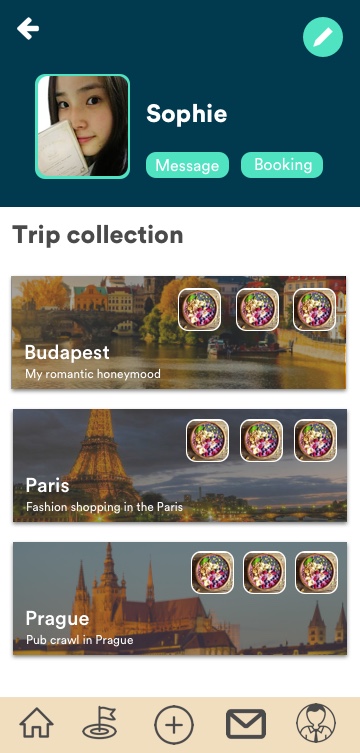 Sophie
Message
Booking
Trip collection
Budapest
My romantic honeymood
Paris
Fashion shopping in the Paris
Prague
Pub crawl in Prague